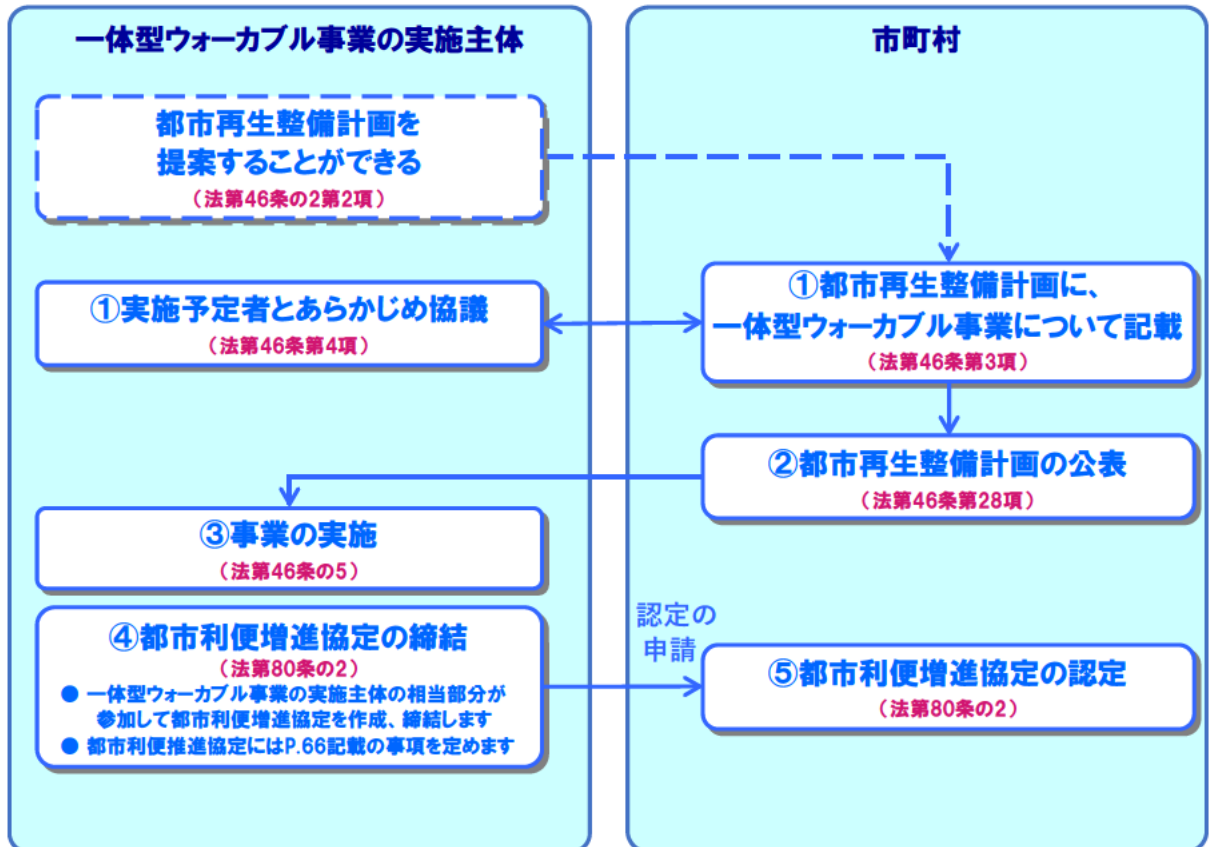 一体型ウォーカブル事業の実施主体
都市再生整備計画を
提案することができる
（法第46条の2第2項）
①実施予定者とあらかじめ協議
（法第46条第4項）
③事業の実施
（法第46条の5）
④都市利便増進協定の締結
（法第80条の2）
● 一体型ウォーカブル事業の実施主体の相当部分が
参加して都市利便増進協定を作成、締結します
● 都市利便推進協定にはP.66記載の事項を定めます
認定の
申請
市町村
①都市再生整備計画に、
一体型ウォーカブル事業について記載
（法第46条第3項）
②都市再生整備計画の公表
（法第46条第28項）
⑤都市利便増進協定の認定
（法第80条の2）